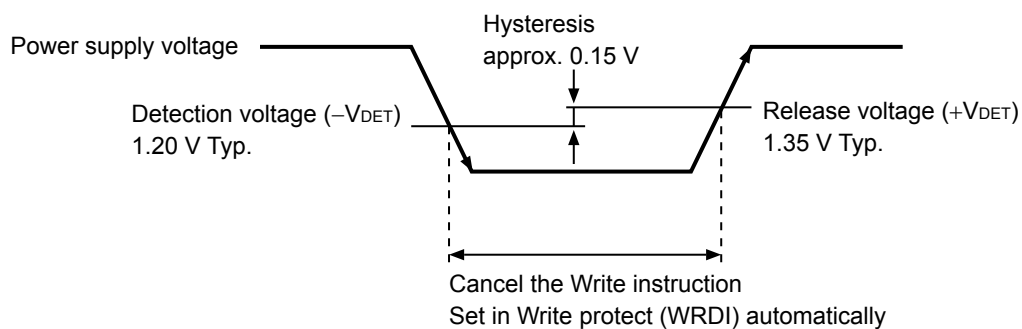 Hysteresis
approx. 0.15 V
Power supply voltage
Detection voltage (−VDET)
1.20 V Typ.
Release voltage (+VDET)
1.35 V Typ.
Cancel the Write instruction
Set in Write protect (WRDI) automatically